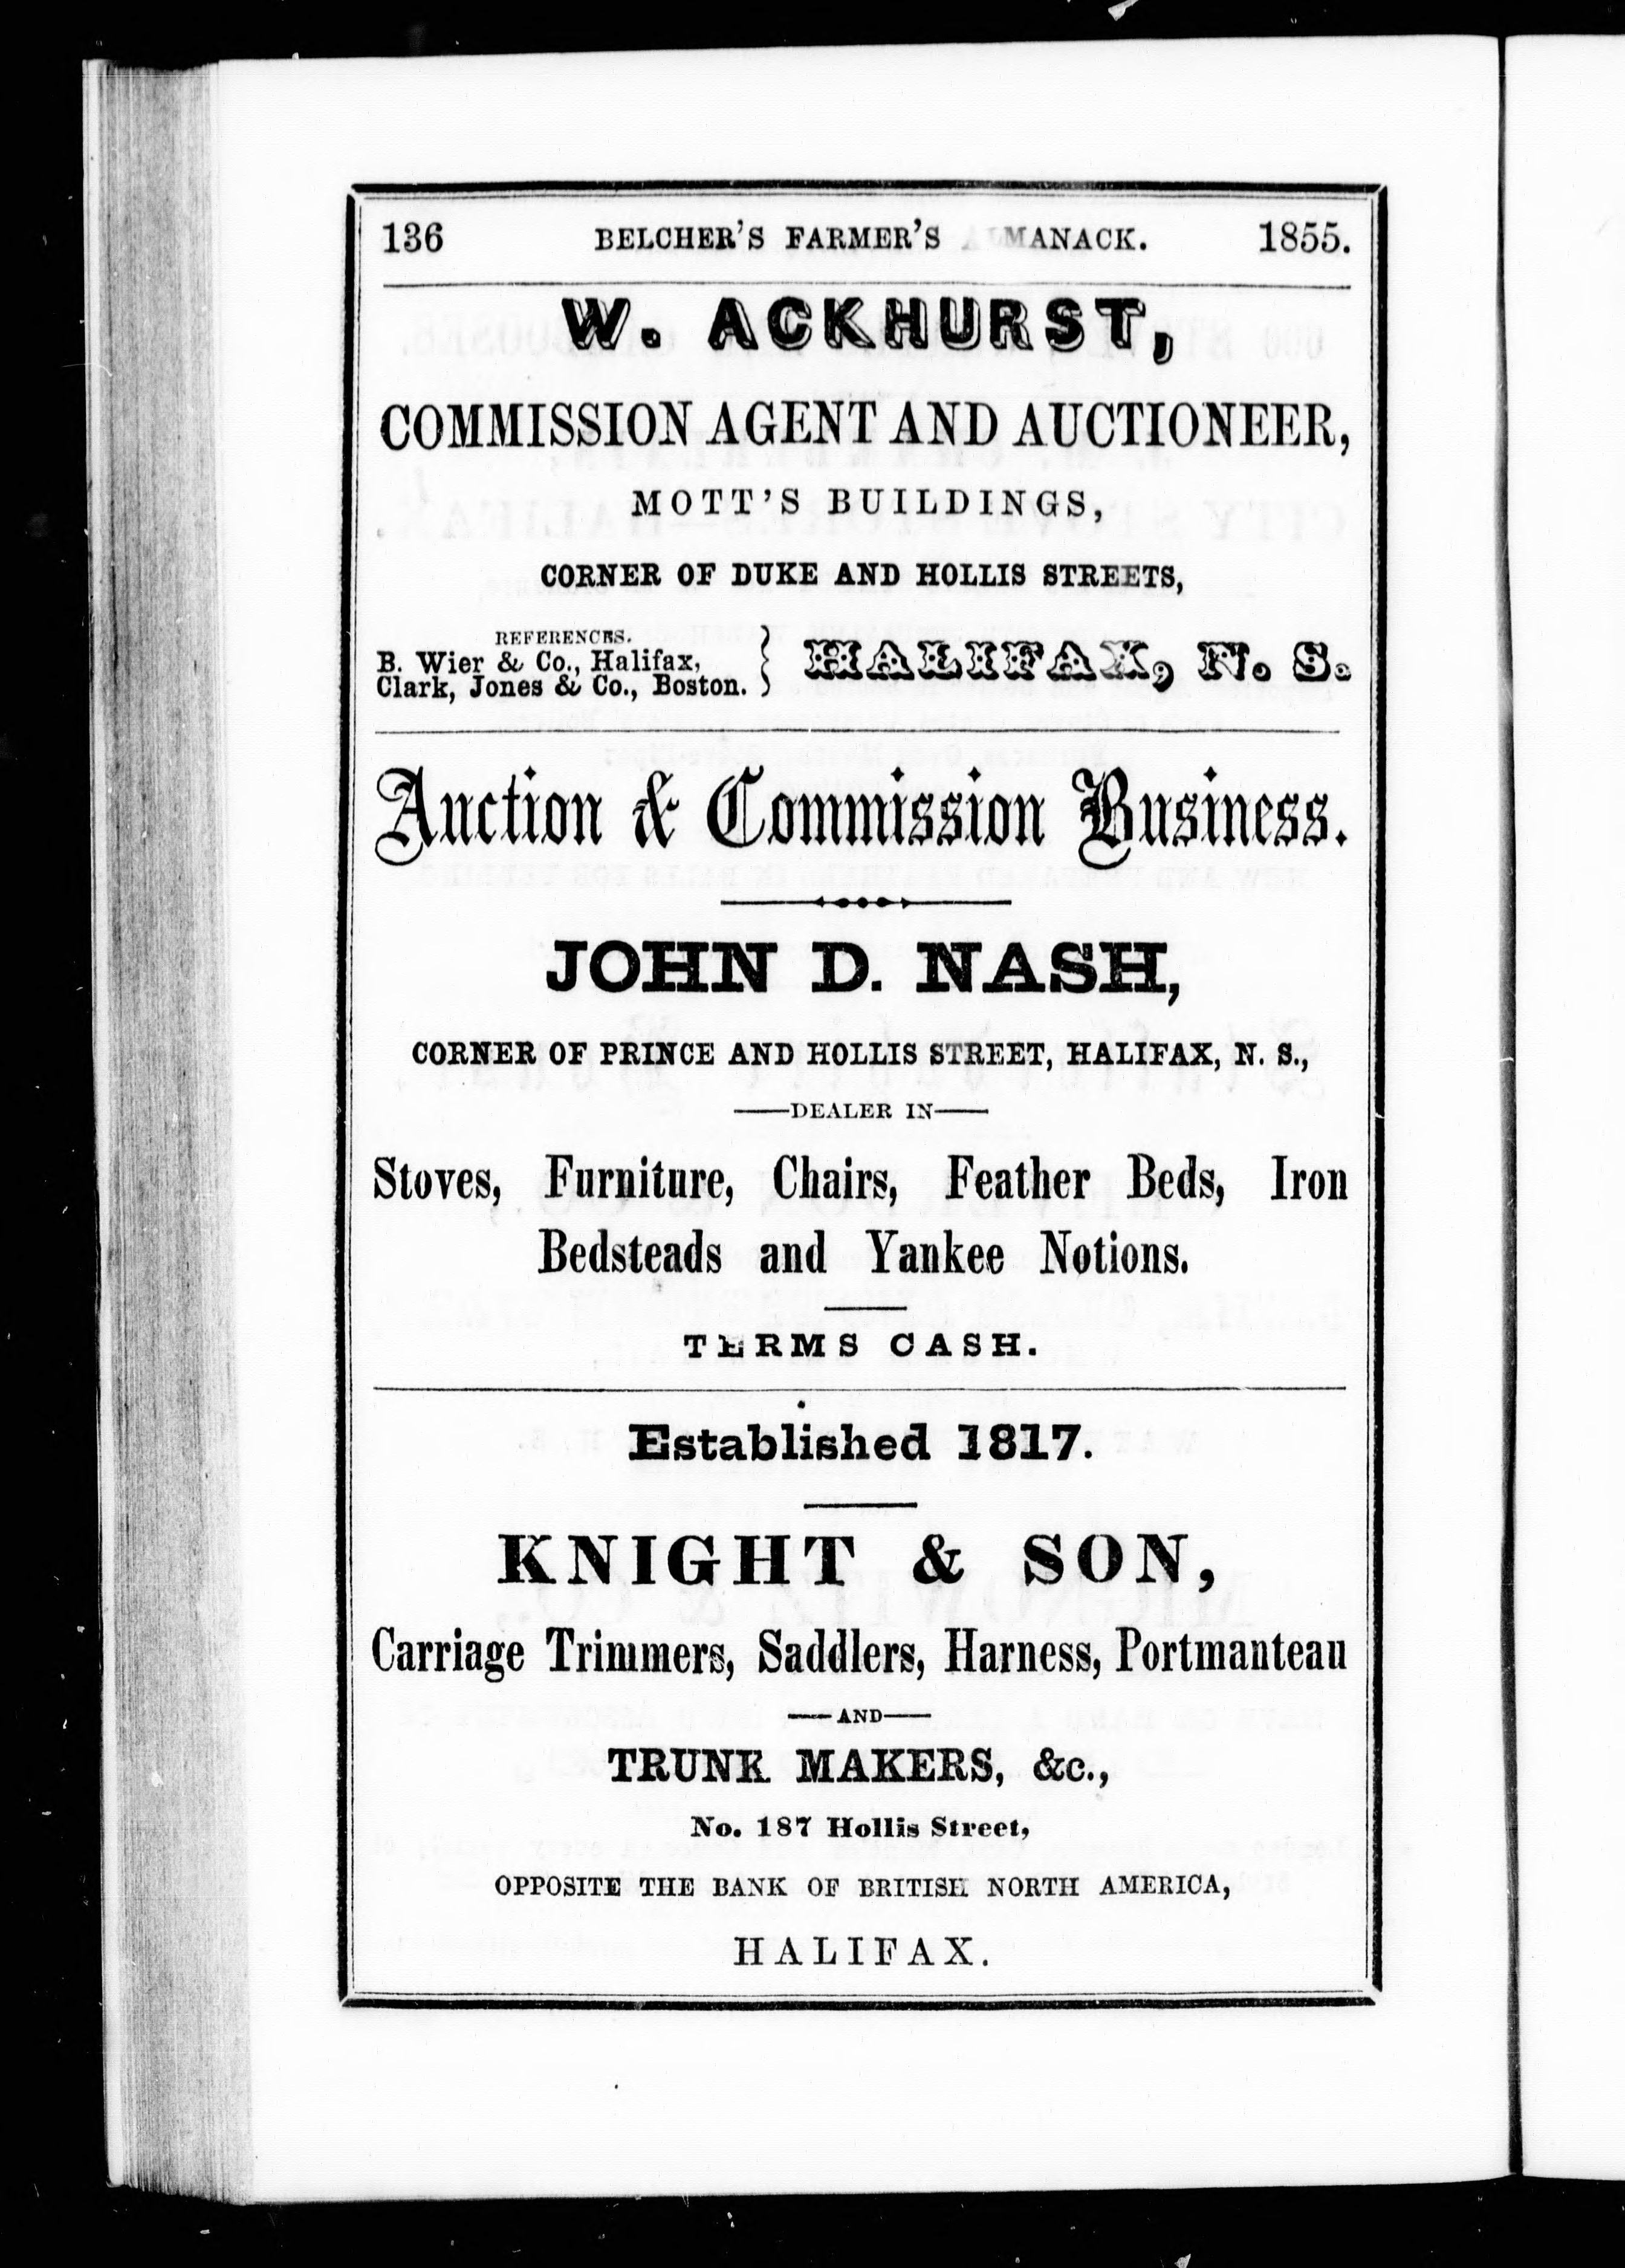 136 BELCHER'S FARMER'S ALMANACK. 1855.
W. ACKHURST,
COMMISSION AGENT AND AUCTIONEER,
MOTT'S BUILDINGS,
CORNER OF DUKE AND HOLLIS STREETS,
REFERENCES.
B. Wier & Co., Halifax,
Clark, Jones & Co., Boston.
} HALIFAX, N. S.
Auction & Commission Business.
JOHN D. NASH,
CORNER OF PRINCE AND HOLLIS STREET, HALIFAX, N. S.,
——DEALER IN——
Stoves, Furniture, Chairs, Feather Beds, Iron
Bedsteads and Yankee Notions.
TERMS CASH.
Established 1817.
KNIGHT & SON,
Carriage Trimmers, Saddlers, Harness, Portmanteau
——AND——
TRUNK MAKERS, &c.,
No. 187 Hollis Street,
OPPOSITE THE BANK OF BRITISH NORTH AMERICA,
HALIFAX.